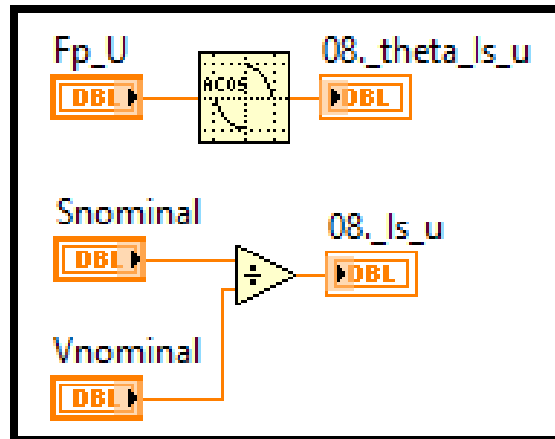 Fp_U 08._theta_Is_u
DBL ACOS DBL
Snominal
08._Is_u
DBL ÷ DBL
Vnominal
DBL